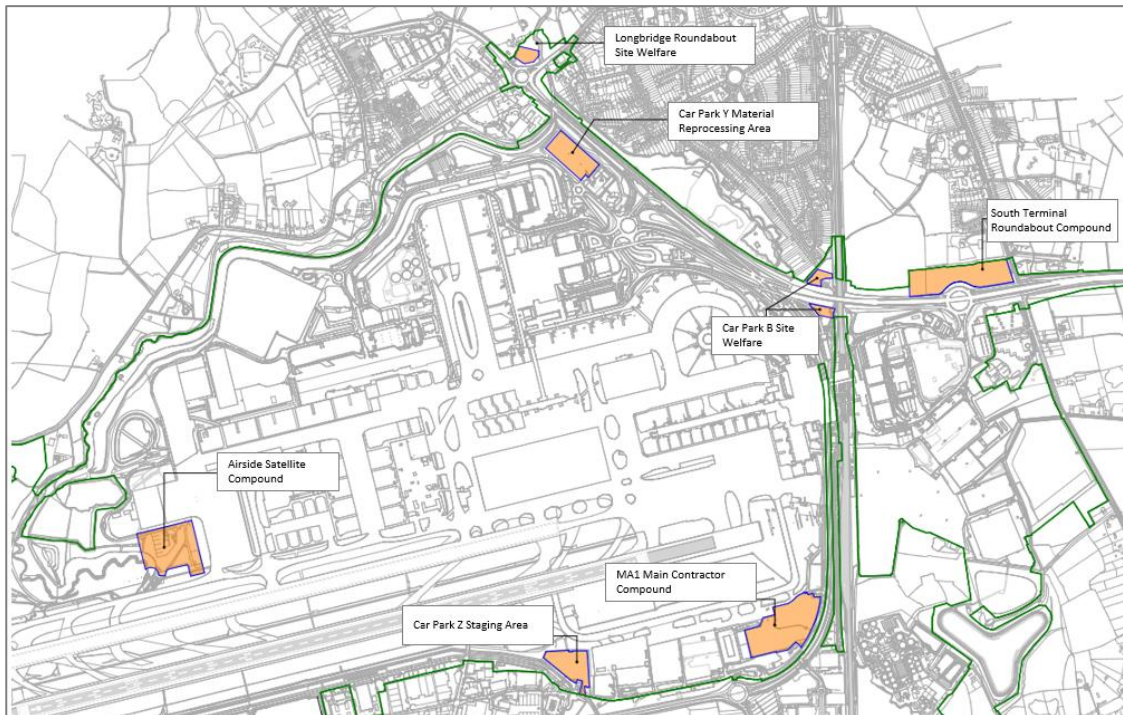 Longbridge Roundabout
Site Welfare
Car Park Y Material
Reprocessing Area
South Terminal
Roundabout Compound
Car Park B Site
Welfare
Airside Satellite
Compound
MA1 Main Contractor
Compound
Car Park Z Staging Area